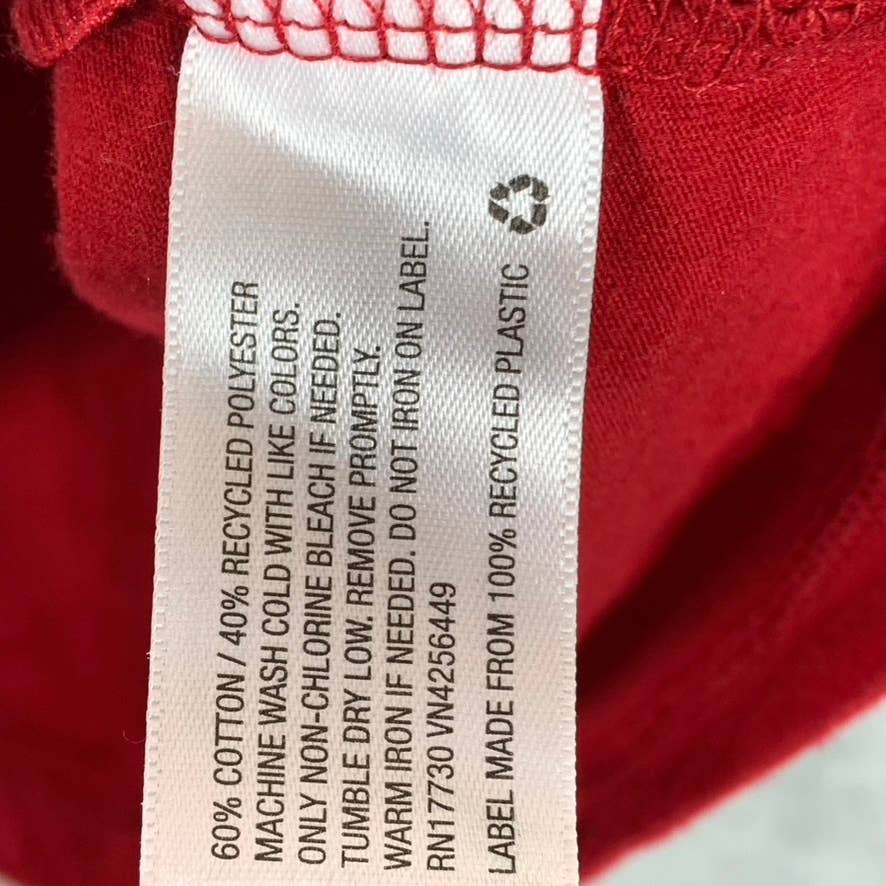 60% COTTON / 40% RECYCLED POLYESTER
MACHINE WASH COLD WITH LIKE COLORS.
ONLY NON-CHLORINE BLEACH IF NEEDED.
TUMBLE DRY LOW. REMOVE PROMPTLY.
WARM IRON IF NEEDED. DO NOT IRON ON LABEL.
RN17730 VN4256449
LABEL MADE FROM 100% RECYCLED PLASTIC